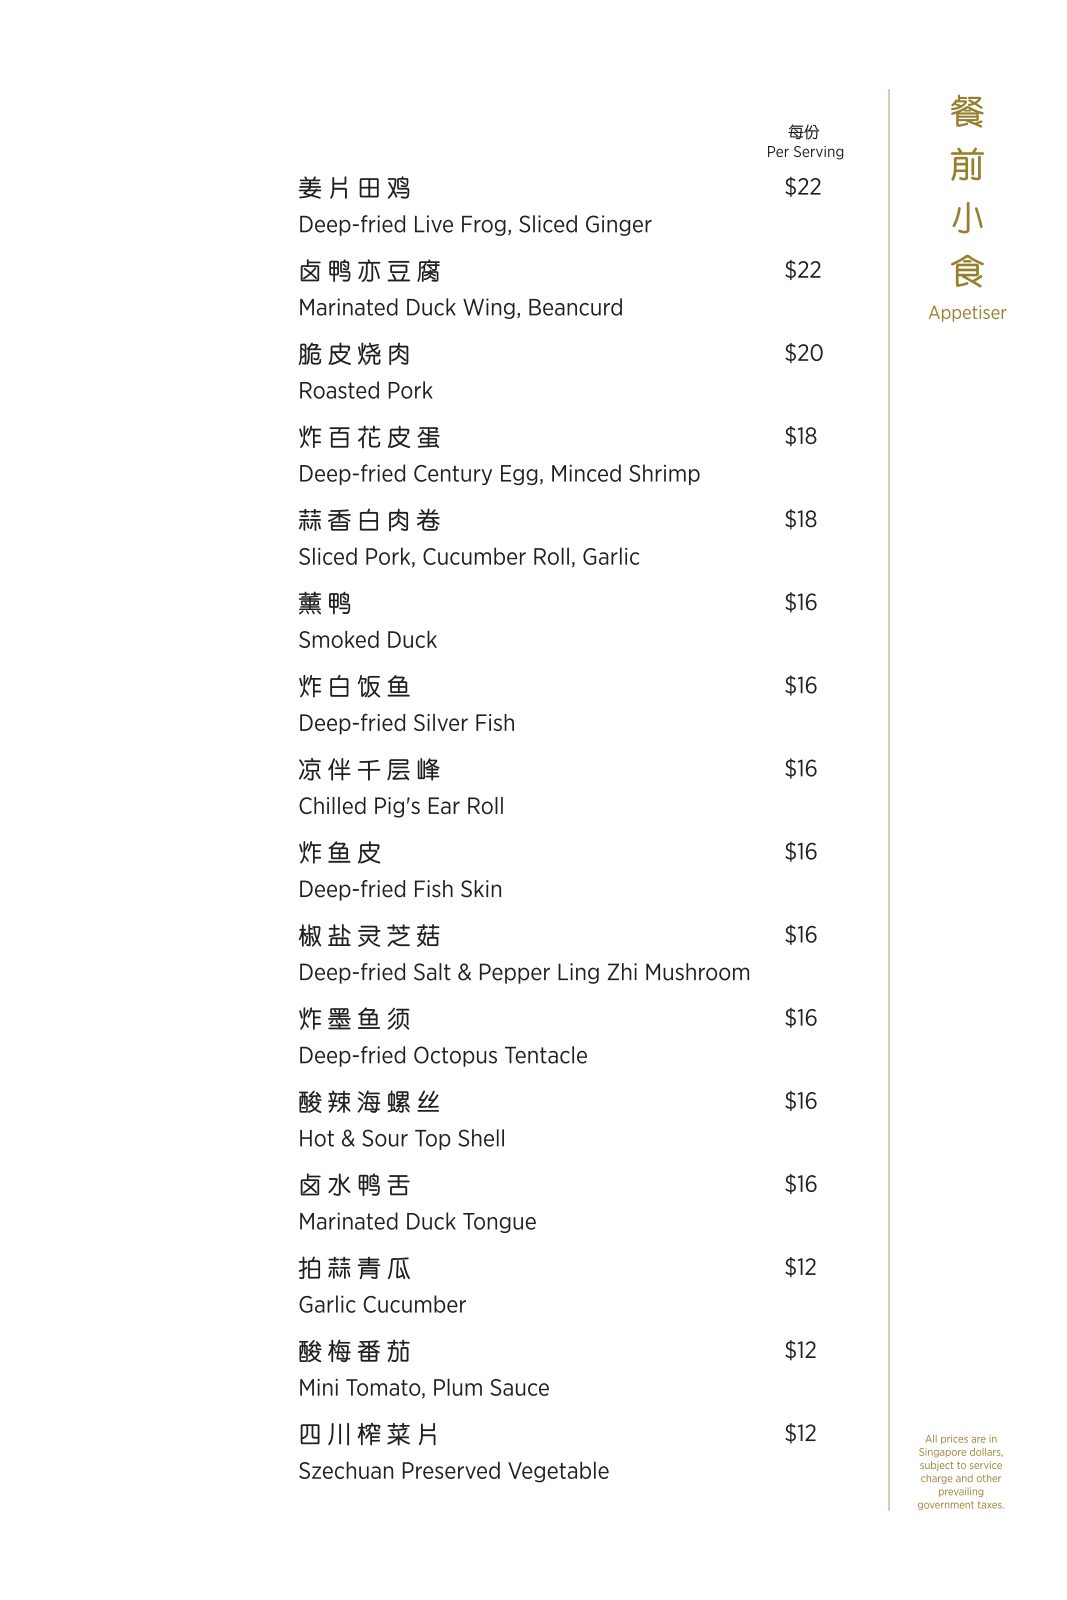 每份
Per Serving
姜片田鸡 $22
Deep-fried Live Frog, Sliced Ginger
卤鸭亦豆腐 $22
Marinated Duck Wing, Beancurd
脆皮烧肉 $20
Roasted Pork
炸百花皮蛋 $18
Deep-fried Century Egg, Minced Shrimp
蒜香白肉卷 $18
Sliced Pork, Cucumber Roll, Garlic
薰鸭 $16
Smoked Duck
炸白饭鱼 $16
Deep-fried Silver Fish
凉伴千层峰 $16
Chilled Pig's Ear Roll
炸鱼皮 $16
Deep-fried Fish Skin
椒盐灵芝菇 $16
Deep-fried Salt & Pepper Ling Zhi Mushroom
炸墨鱼须 $16
Deep-fried Octopus Tentacle
酸辣海螺丝 $16
Hot & Sour Top Shell
卤水鸭舌 $16
Marinated Duck Tongue
拍蒜青瓜 $12
Garlic Cucumber
酸梅番茄 $12
Mini Tomato, Plum Sauce
四川榨菜片 $12
Szechuan Preserved Vegetable
餐前小食
Appetiser
All prices are in
Singapore dollars,
subject to service
charge and other
prevailing
government taxes.